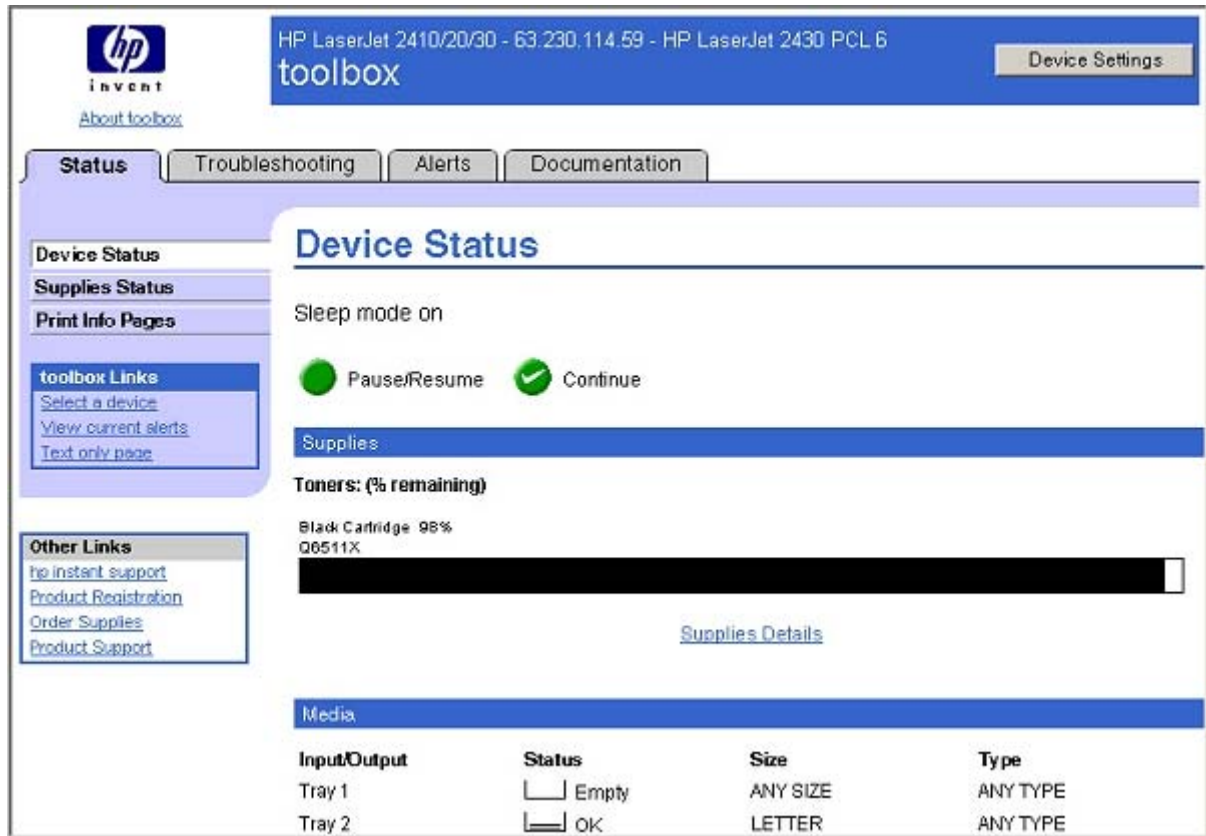 hp
invent
About toolbox
HP LaserJet 2410/20/30 - 63.230.114.59 - HP LaserJet 2430 PCL 6
toolbox
Device Settings
Status Troubleshooting Alerts Documentation
Device Status
Supplies Status
Print Info Pages
toolbox Links
Select a device
View current alerts
Text only page
Other Links
hp instant support
Product Registration
Order Supplies
Product Support
Device Status
Sleep mode on
Pause/Resume Continue
Supplies
Toners: (% remaining)
Black Cartridge 98%
Q6511X
Supplies Details
Media
Input/Output Status Size Type
Tray 1 Empty ANY SIZE ANY TYPE
Tray 2 OK LETTER ANY TYPE